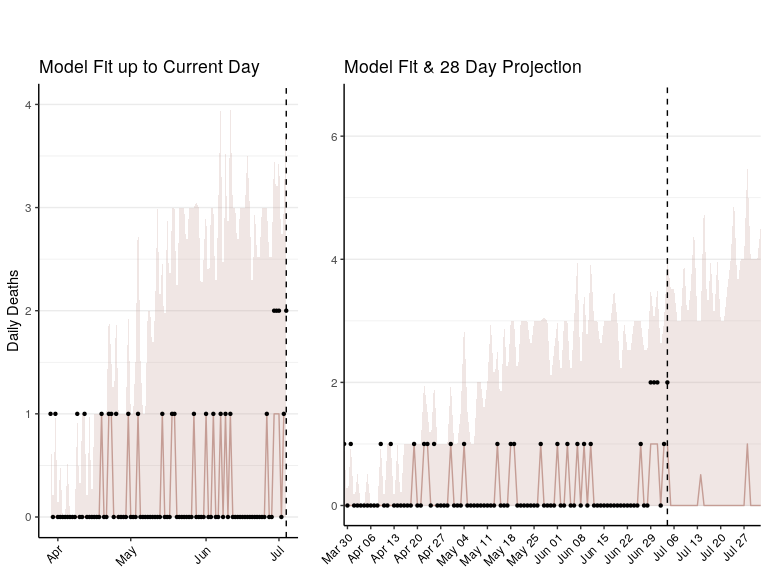 Model Fit up to Current Day
Daily Deaths
4
3
2
1
0
Apr
May
Jun
Jul
Model Fit & 28 Day Projection
6
4
2
0
Mar 30
Apr 06
Apr 13
Apr 20
Apr 27
May 04
May 11
May 18
May 25
Jun 01
Jun 08
Jun 15
Jun 22
Jun 29
Jul 06
Jul 13
Jul 20
Jul 27